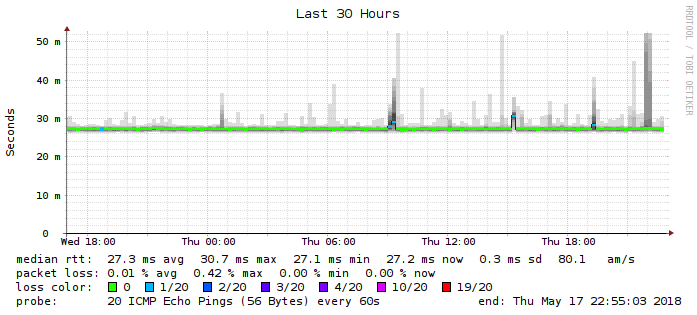 Last 30 Hours
RRDTOOL / TOBI OETIKER
Seconds
50 m
40 m
30 m
20 m
10 m
0
Wed 18:00 Thu 00:00 Thu 06:00 Thu 12:00 Thu 18:00
median rtt: 27.3 ms avg 30.7 ms max 27.1 ms min 27.2 ms now 0.3 ms sd 80.1 am/s
packet loss: 0.01 % avg 0.42 % max 0.00 % min 0.00 % now
loss color: 0 1/20 2/20 3/20 4/20 10/20 19/20
probe: 20 ICMP Echo Pings (56 Bytes) every 60s end: Thu May 17 22:55:03 2018